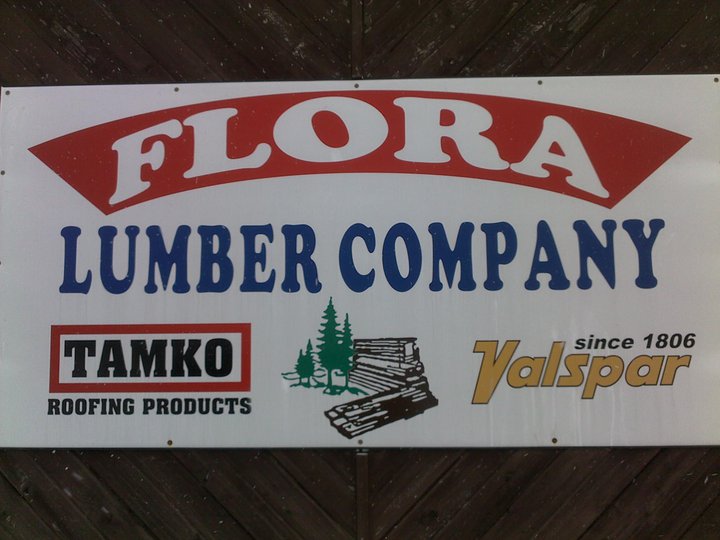 FLORA
LUMBER COMPANY
TAMKO
ROOFING PRODUCTS
since 1806
Valspar